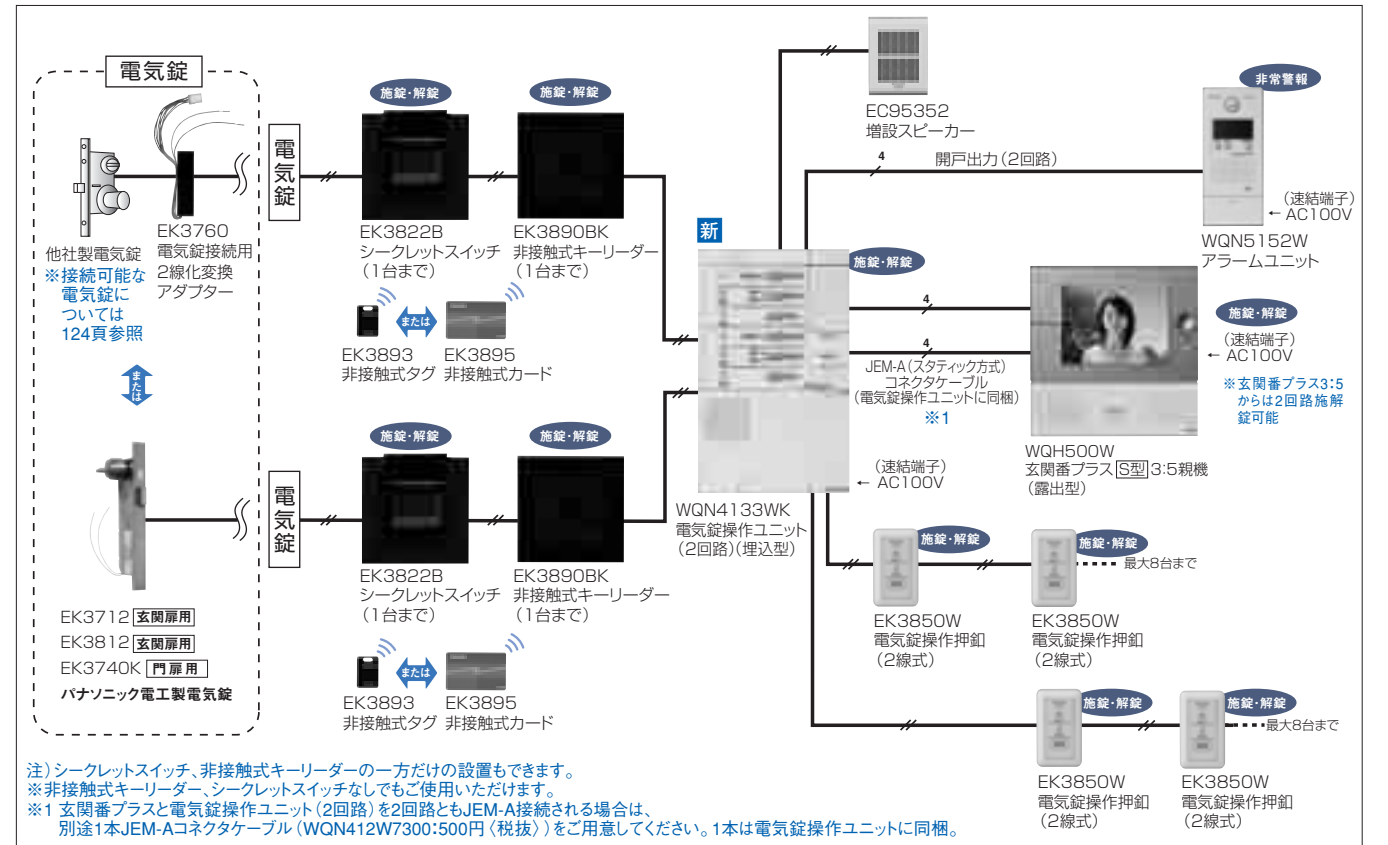 電気錠
他社製電気錠
※接続可能な
電気錠に
ついては
124頁参照
EK3760
電気錠接続用
2線化変換
アダプター
または
EK3712 玄関扉用
EK3812 玄関扉用
EK3740K 門扉用
パナソニック電工製電気錠
電気錠
施錠・解錠
EK3822B
シークレットスイッチ
(1台まで)
施錠・解錠
EK3890BK
非接触式キーリーダー
(1台まで)
または
EK3893
非接触式タグ
EK3895
非接触式カード
電気錠
施錠・解錠
EK3822B
シークレットスイッチ
(1台まで)
施錠・解錠
EK3890BK
非接触式キーリーダー
(1台まで)
または
EK3893
非接触式タグ
EK3895
非接触式カード
新
施錠・解錠
(速結端子)
← AC100V
WQN4133WK
電気錠操作ユニット
(2回路)(埋込型)
EC95352
増設スピーカー
4
開戸出力(2回路)
非常警報
(速結端子)
← AC100V
WQN5152W
アラームユニット
4
4
JEM-A(スタティック方式)
コネクタケーブル
(電気錠操作ユニットに同梱)
※1
施錠・解錠
(速結端子)
← AC100V
※玄関番プラス3:5
からは2回路施解
錠可能
WQH500W
玄関番プラス S型 3:5親機
(露出型)
施錠・解錠
EK3850W
電気錠操作押釦
(2線式)
施錠・解錠
最大8台まで
EK3850W
電気錠操作押釦
(2線式)
施錠・解錠
EK3850W
電気錠操作押釦
(2線式)
施錠・解錠
最大8台まで
EK3850W
電気錠操作押釦
(2線式)
注)シークレットスイッチ、非接触式キーリーダーの一方だけの設置もできます。
※非接触式キーリーダー、シークレットスイッチなしでもご使用いただけます。
※1 玄関番プラスと電気錠操作ユニット(2回路)を2回路ともJEM-A接続される場合は、
別途1本JEM-Aコネクタケーブル(WQN412W7300:500円〈税抜〉)をご用意してください。1本は電気錠操作ユニットに同梱。